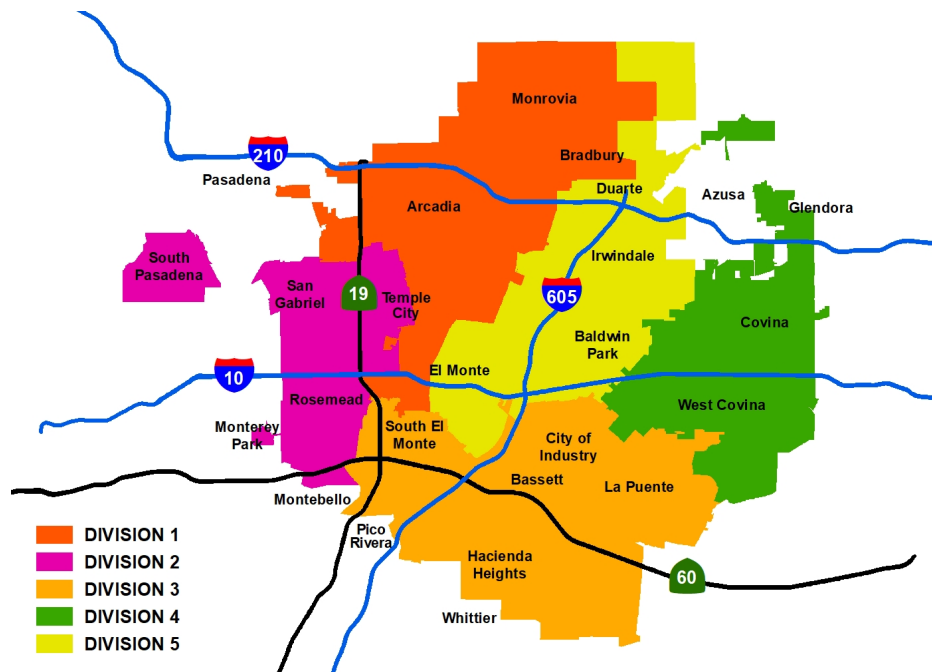 Monrovia
210
Bradbury
Pasadena
Duarte
Azusa
Arcadia
Glendora
South
Pasadena
Irwindale
San
Gabriel
19
Temple
City
605
Covina
Baldwin
Park
10
El Monte
Rosemead
West Covina
Monterey
Park
South El
Monte
City of
Industry
Bassett
La Puente
Montebello
Pico
Rivera
Hacienda
Heights
60
Whittier
DIVISION 1
DIVISION 2
DIVISION 3
DIVISION 4
DIVISION 5